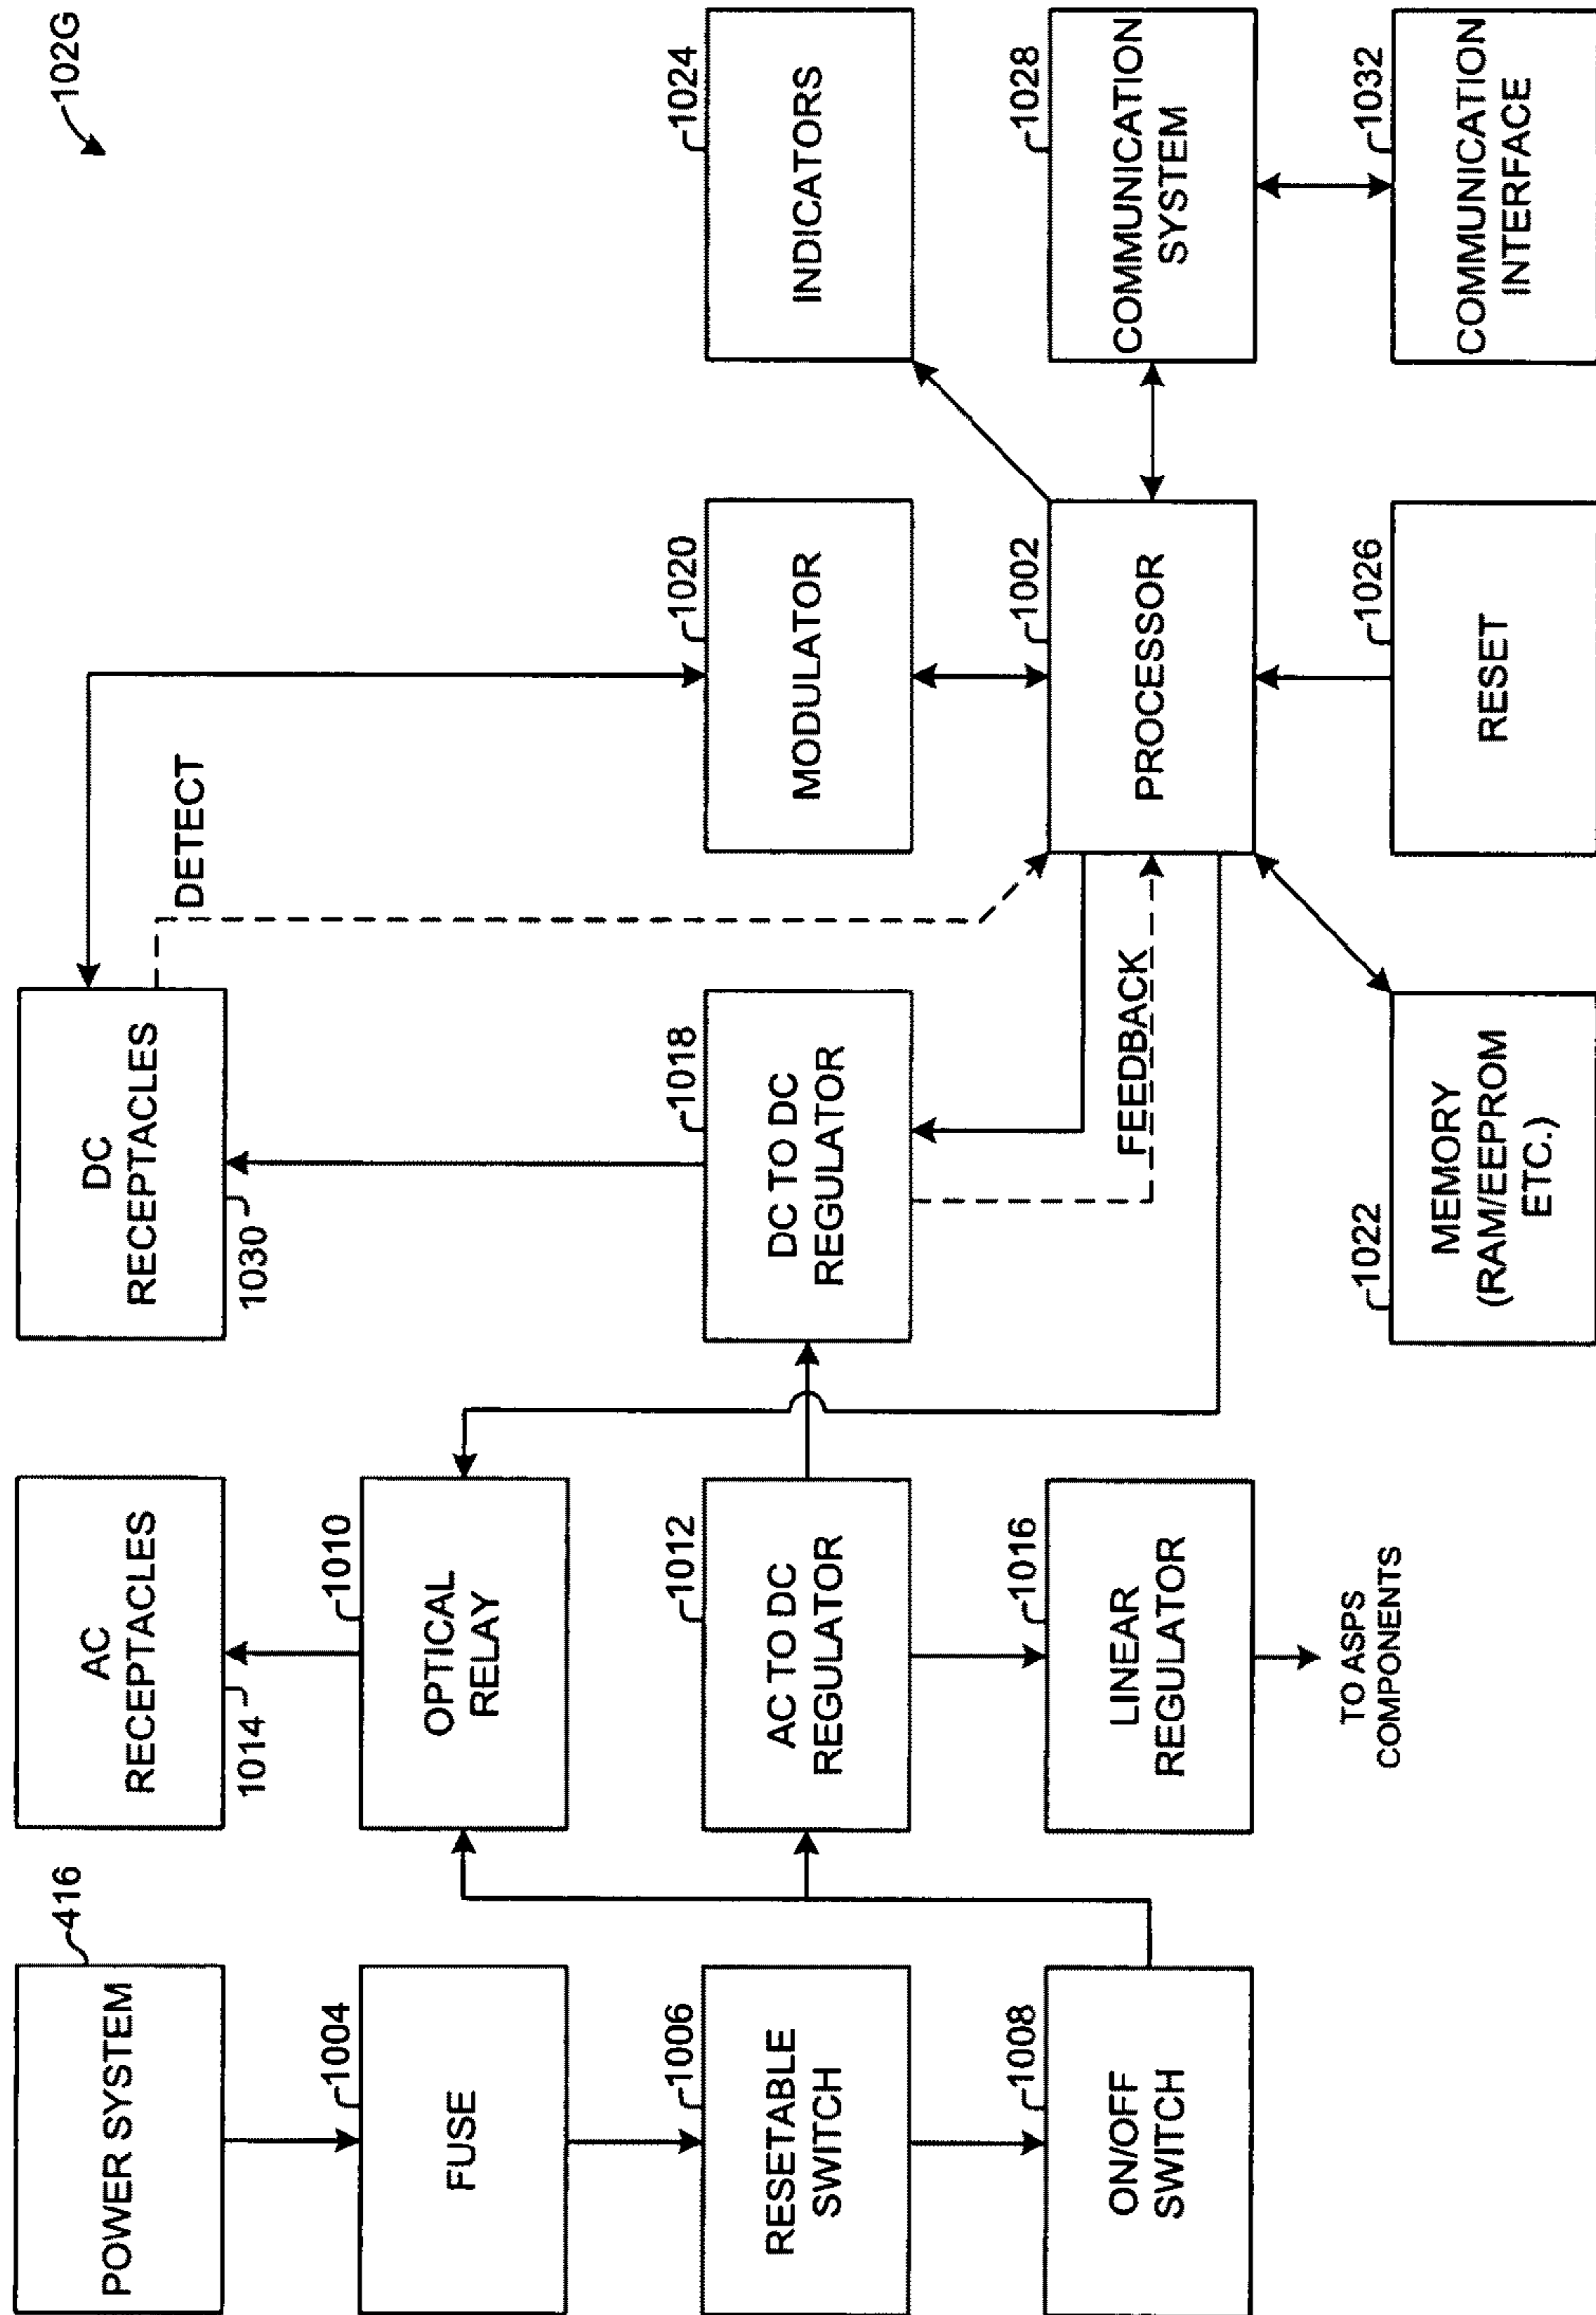 102G
POWER SYSTEM
416
1004
FUSE
1006
RESETABLE
SWITCH
1008
ON/OFF
SWITCH
AC
RECEPTACLES
1014
1010
OPTICAL
RELAY
1012
AC TO DC
REGULATOR
1016
LINEAR
REGULATOR
TO ASPS
COMPONENTS
DC
RECEPTACLES
1030
DETECT
1018
DC TO DC
REGULATOR
FEEDBACK
1022
MEMORY
(RAM/EEPROM
ETC.)
1020
MODULATOR
1002
PROCESSOR
1026
RESET
1024
INDICATORS
1028
COMMUNICATION
SYSTEM
1032
COMMUNICATION
INTERFACE